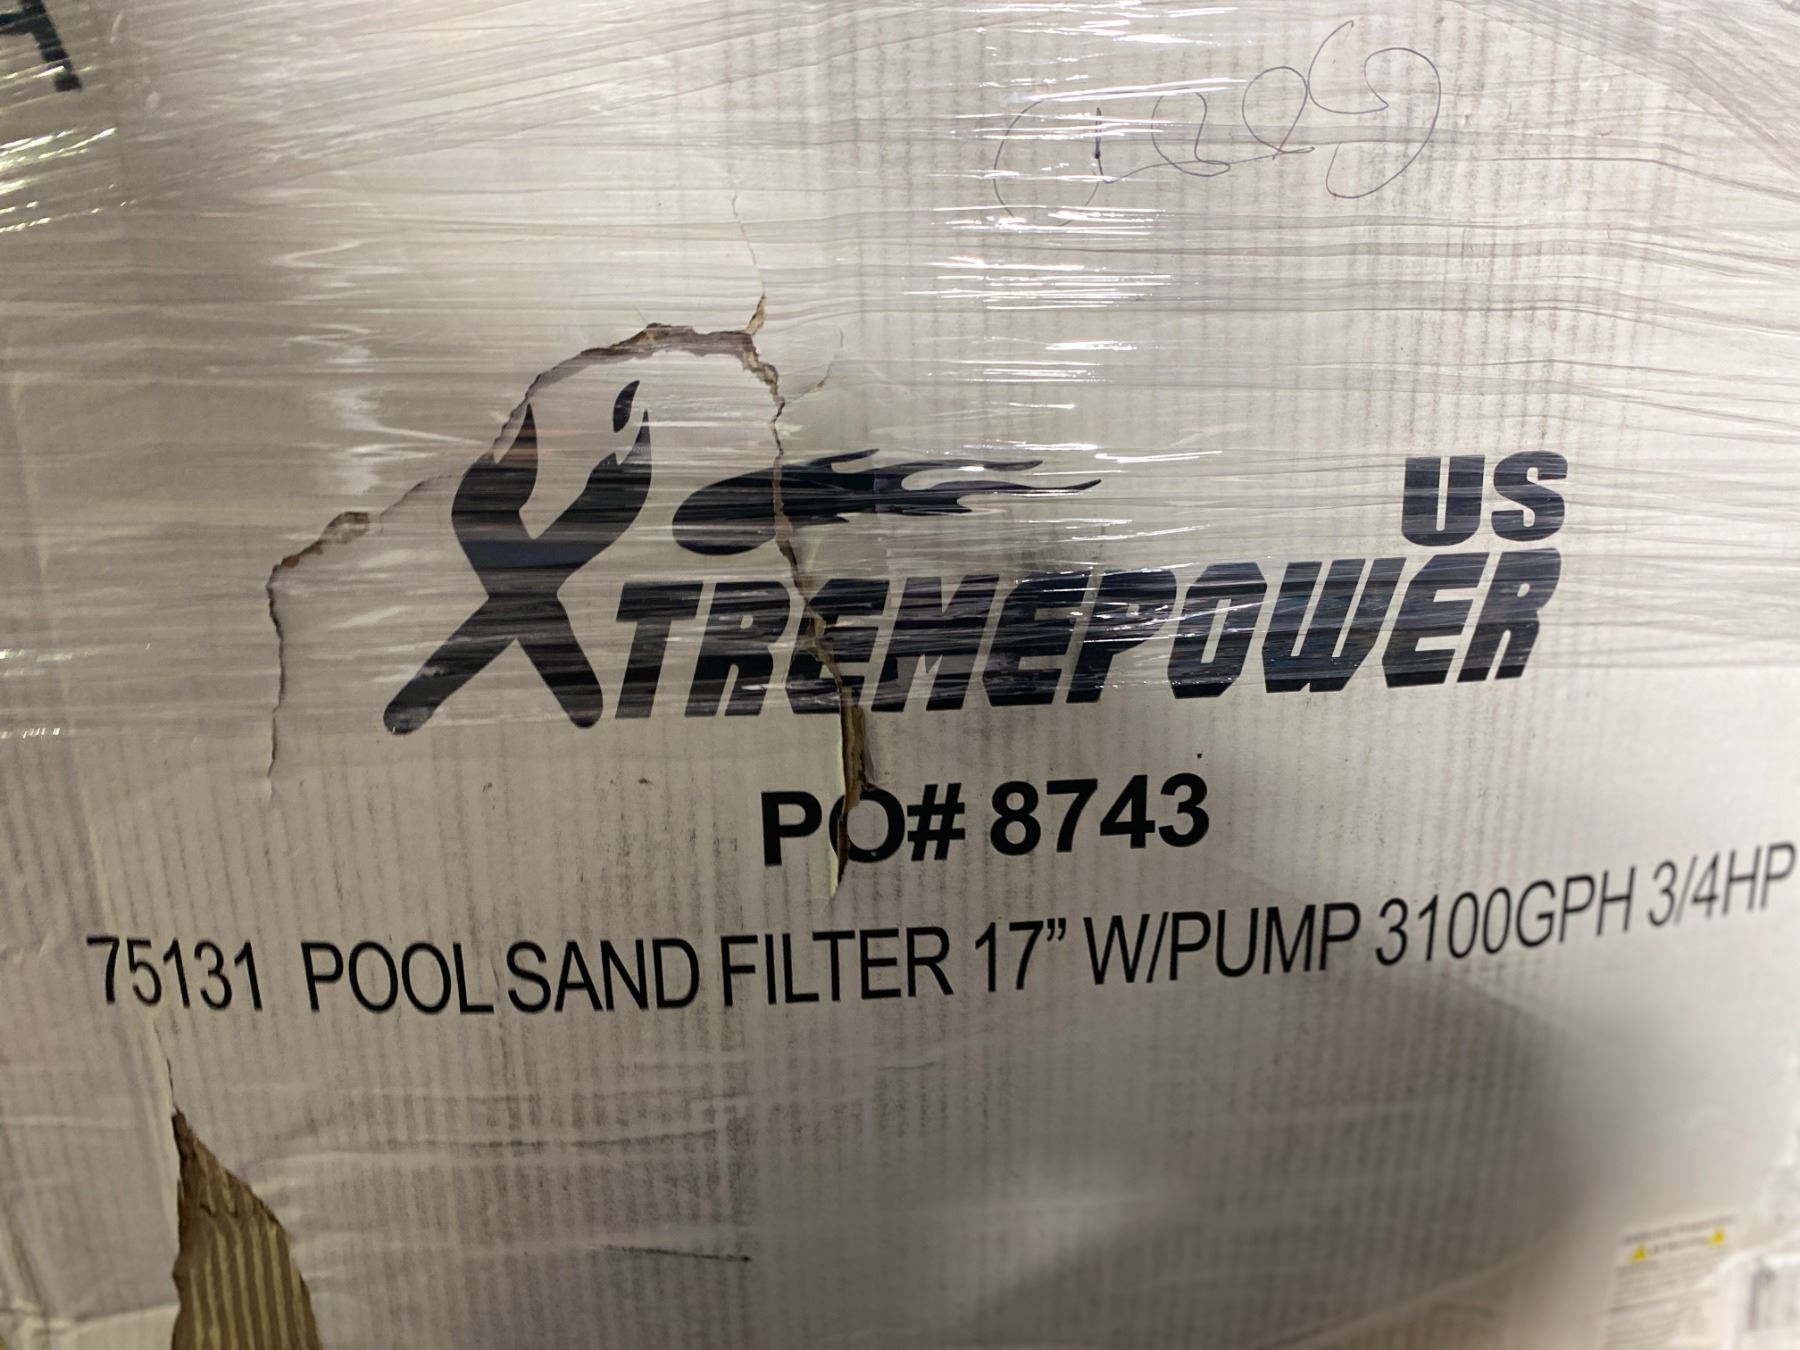 XTREMEPOWER US
PO# 8743
75131 POOL SAND FILTER 17” W/PUMP 3100GPH 3/4HP